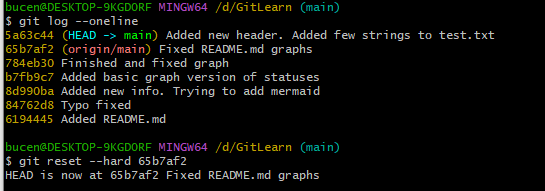 bucen@DESKTOP-9KGDORF MINGW64 /d/GitLearn (main)
$ git log --oneline
5a63c44 (HEAD -> main) Added new header. Added few strings to test.txt
65b7af2 (origin/main) Fixed README.md graphs
784eb30 Finished and fixed graph
b7fb9c7 Added basic graph version of statuses
8d990ba Added new info. Trying to add mermaid
84762d8 Typo fixed
6194445 Added README.md
bucen@DESKTOP-9KGDORF MINGW64 /d/GitLearn (main)
$ git reset --hard 65b7af2
HEAD is now at 65b7af2 Fixed README.md graphs